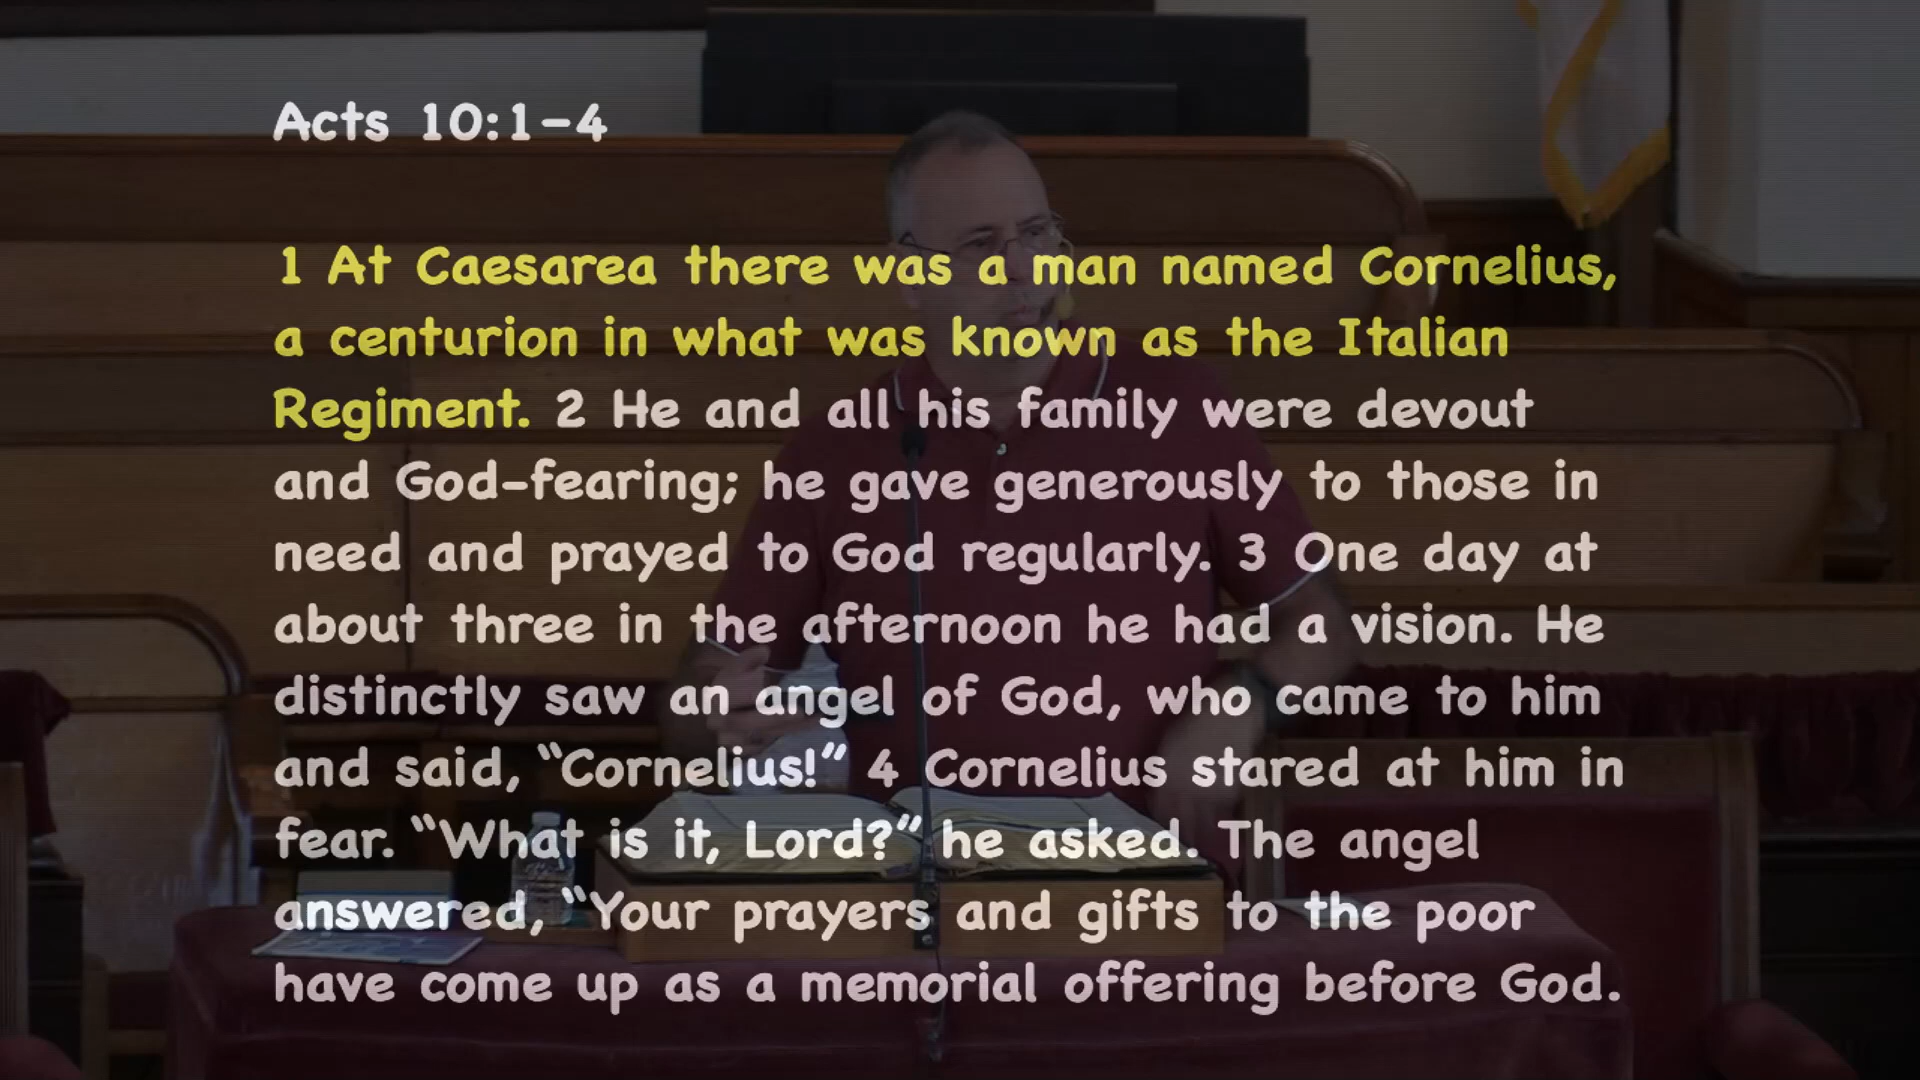 Acts 10:1-4
1 At Caesarea there was a man named Cornelius,
a centurion in what was known as the Italian
Regiment. 2 He and all his family were devout
and God-fearing; he gave generously to those in
need and prayed to God regularly. 3 One day at
about three in the afternoon he had a vision. He
distinctly saw an angel of God, who came to him
and said, “Cornelius!” 4 Cornelius stared at him in
fear. “What is it, Lord?” he asked. The angel
answered, “Your prayers and gifts to the poor
have come up as a memorial offering before God.